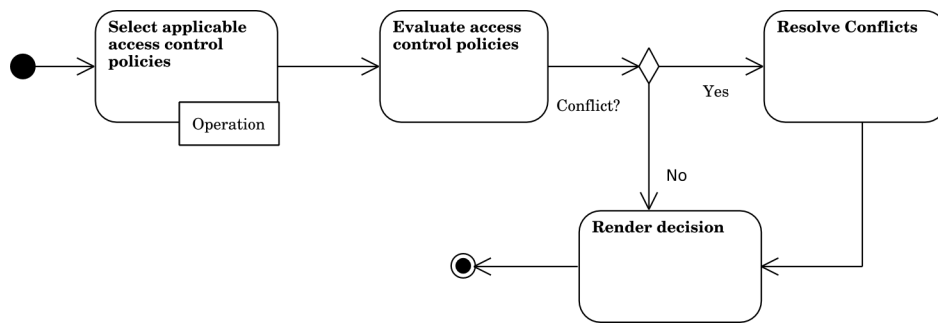 Select applicable
access control
policies
Operation
Evaluate access
control policies
Conflict?
Yes
Resolve Conflicts
No
Render decision